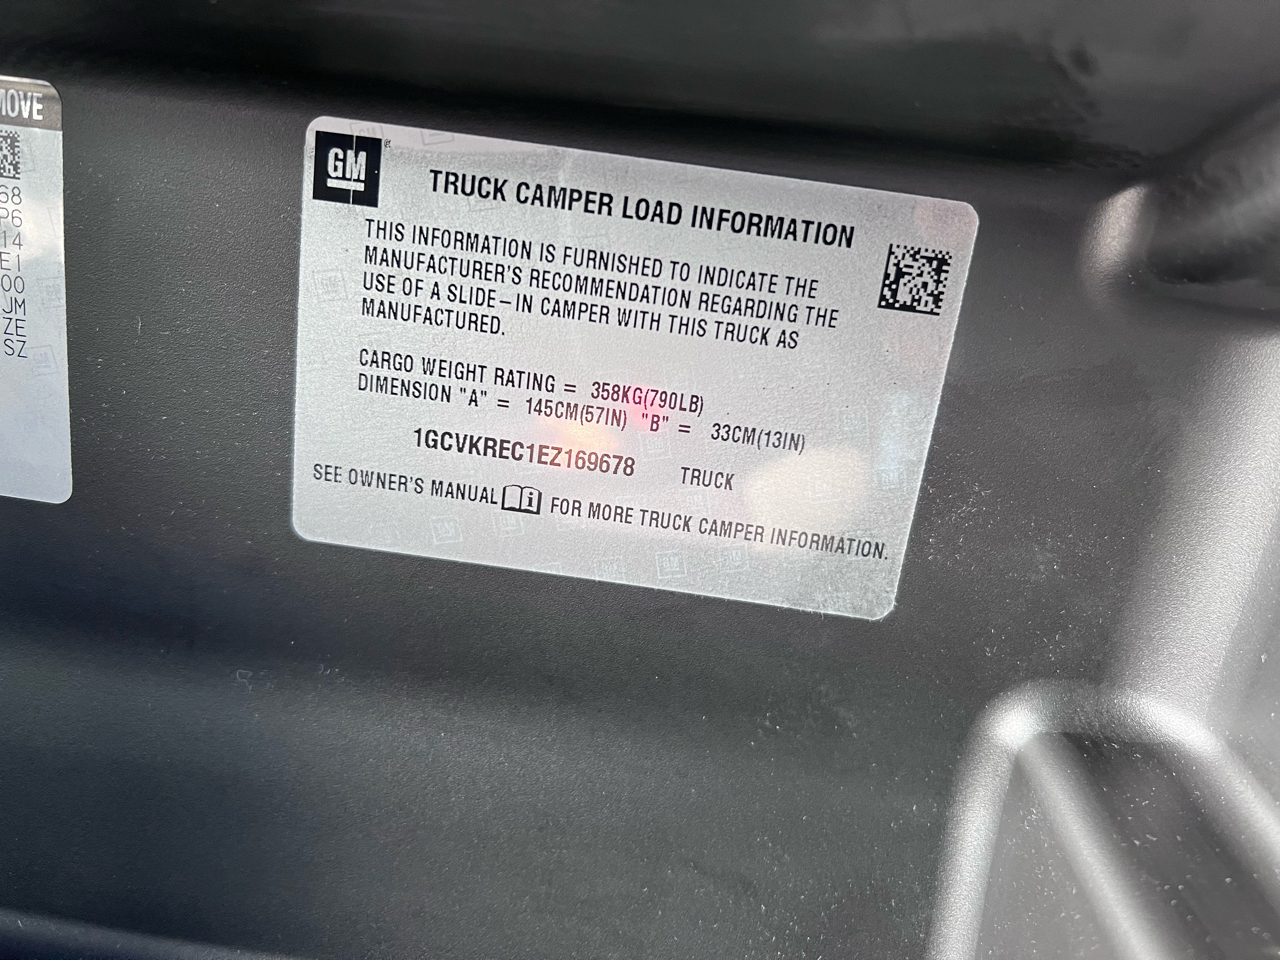 MOVE
68
P6
14
E1
00
JM
ZE
SZ
GM
TRUCK CAMPER LOAD INFORMATION
THIS INFORMATION IS FURNISHED TO INDICATE THE
MANUFACTURER'S RECOMMENDATION REGARDING THE
USE OF A SLIDE–IN CAMPER WITH THIS TRUCK AS
MANUFACTURED.
CARGO WEIGHT RATING = 358KG(790LB)
DIMENSION "A" = 145CM(57IN) "B" = 33CM(13IN)
1GCVKREC1EZ169678 TRUCK
SEE OWNER'S MANUAL FOR MORE TRUCK CAMPER INFORMATION.